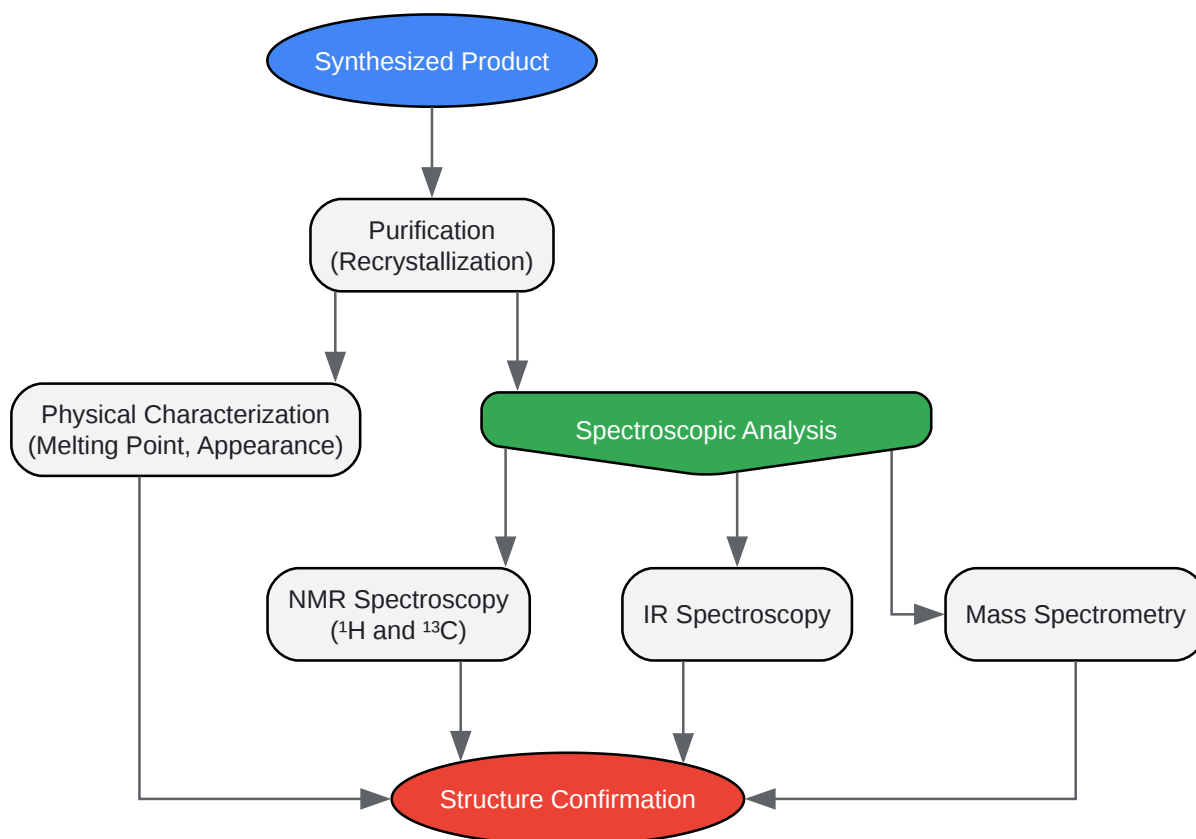 Synthesized Product
Purification
(Recrystallization)
Physical Characterization
(Melting Point, Appearance)
Spectroscopic Analysis
NMR Spectroscopy
(¹H and ¹³C)
IR Spectroscopy
Mass Spectrometry
Structure Confirmation